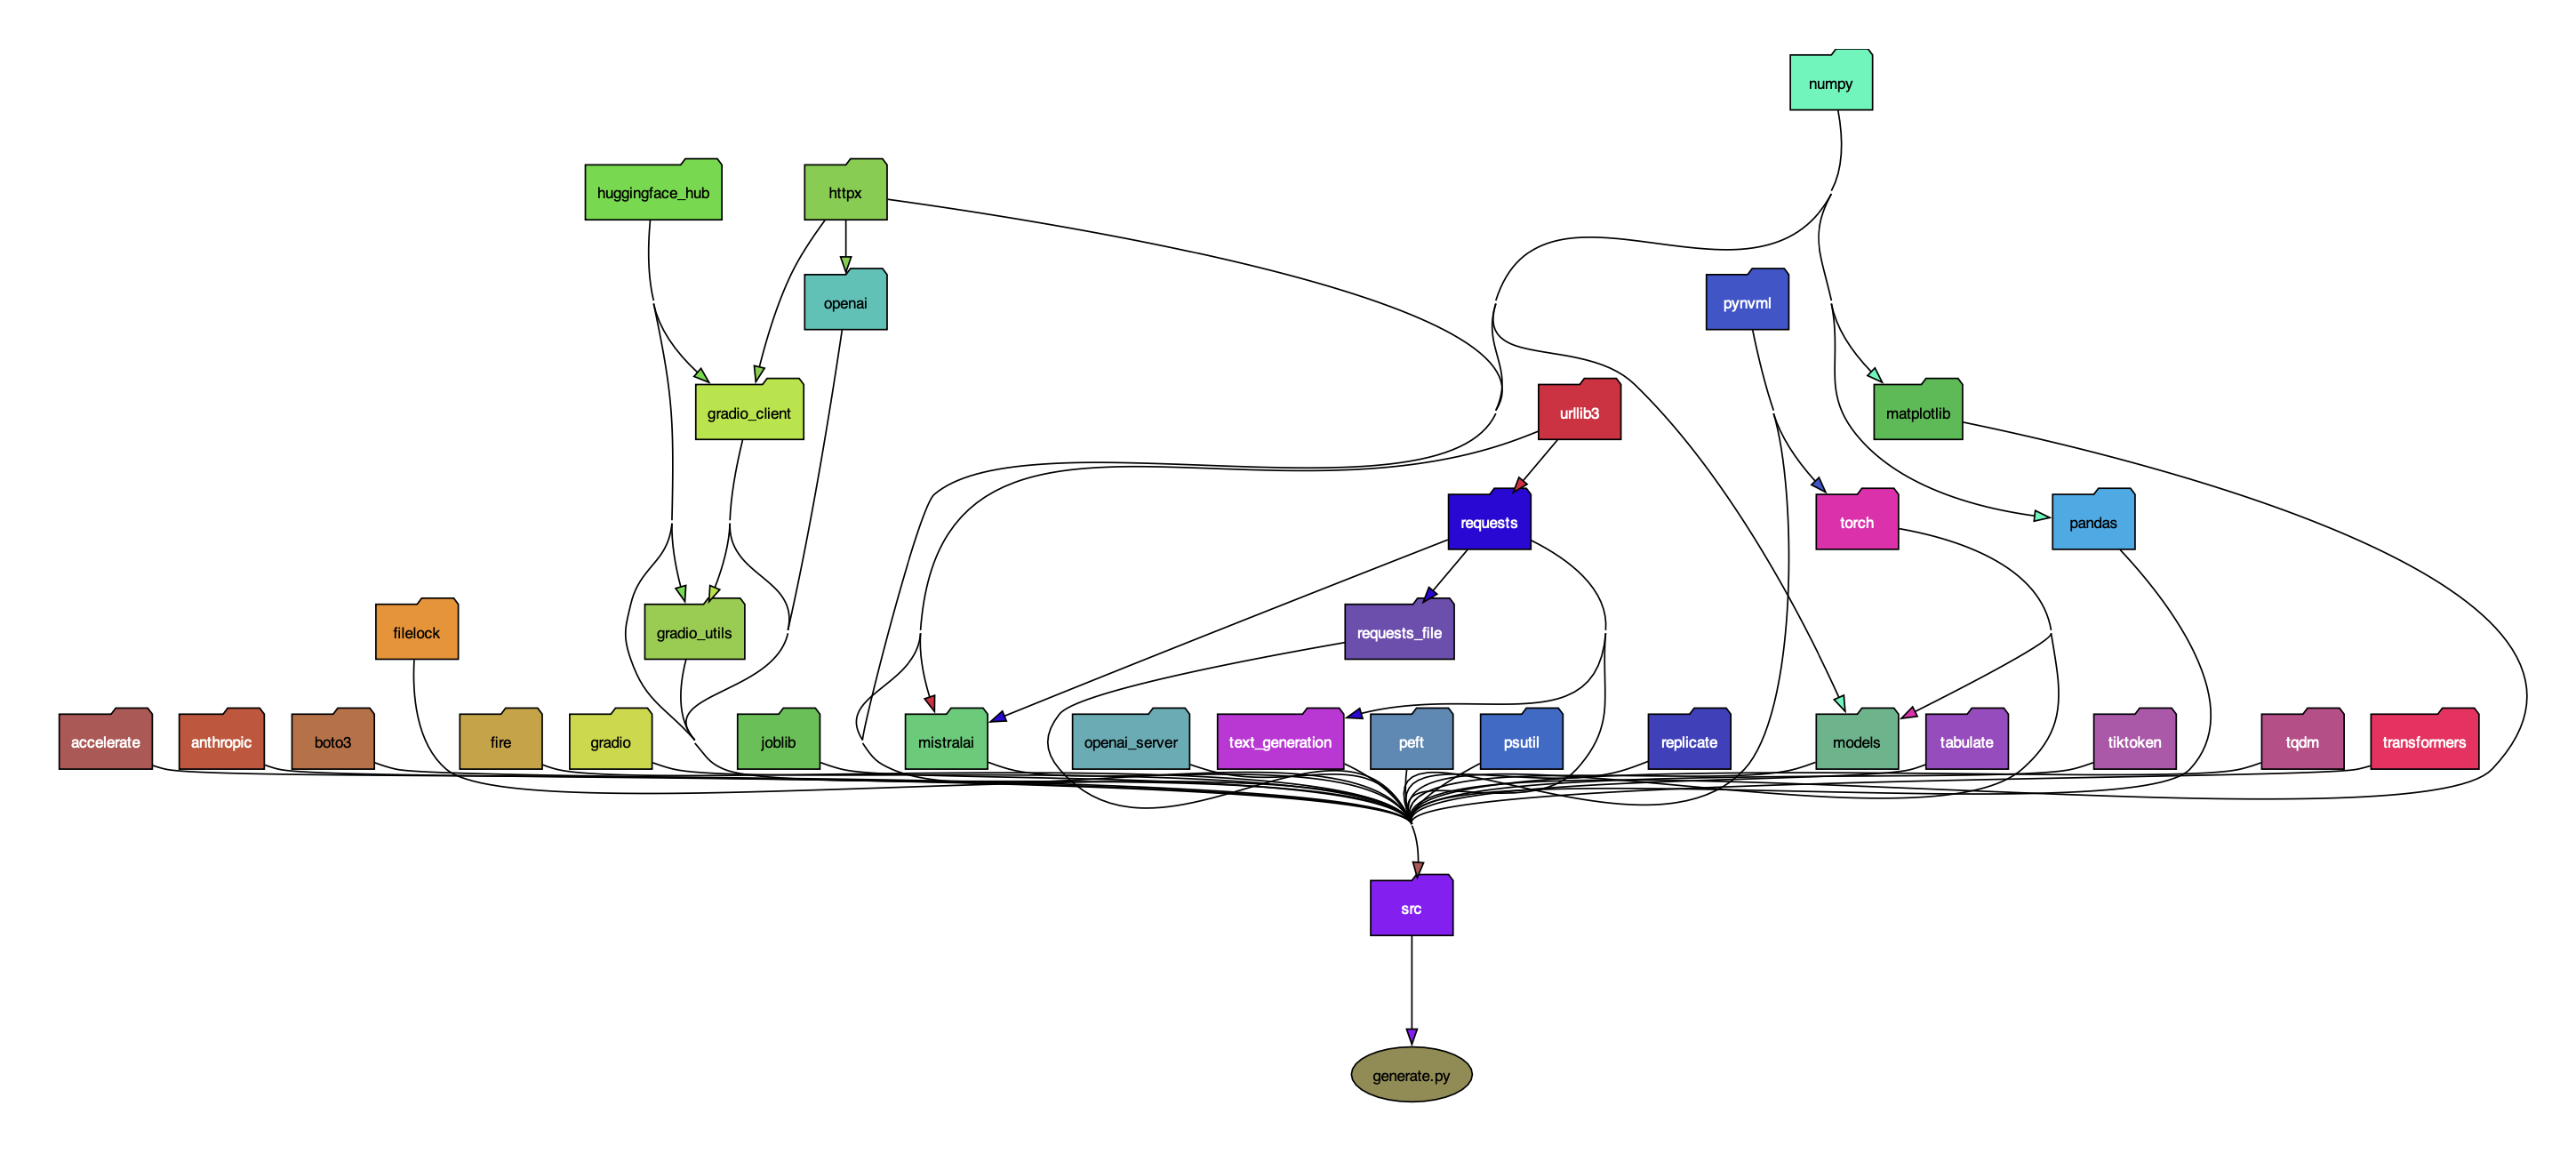 numpy
huggingface_hub
httpx
openai
pynvml
gradio_client
urllib3
matplotlib
requests
torch
pandas
filelock
gradio_utils
requests_file
accelerate
anthropic
boto3
fire
gradio
joblib
mistralai
openai_server
text_generation
peft
psutil
replicate
models
tabulate
tiktoken
tqdm
transformers
src
generate.py